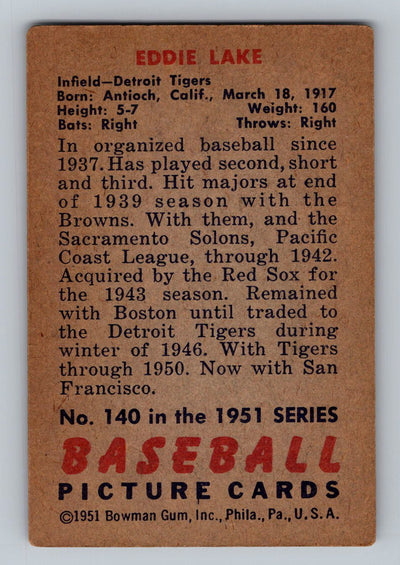 EDDIE LAKE
Infield—Detroit Tigers
Born: Antioch, Calif., March 18, 1917
Height: 5-7 Weight: 160
Bats: Right Throws: Right
In organized baseball since
1937. Has played second, short
and third. Hit majors at end
of 1939 season with the
Browns. With them, and the
Sacramento Solons, Pacific
Coast League, through 1942.
Acquired by the Red Sox for
the 1943 season. Remained
with Boston until traded to
the Detroit Tigers during
winter of 1946. With Tigers
through 1950. Now with San
Francisco.
No. 140 in the 1951 SERIES
BASEBALL
PICTURE CARDS
©1951 Bowman Gum, Inc., Phila., Pa., U. S. A.